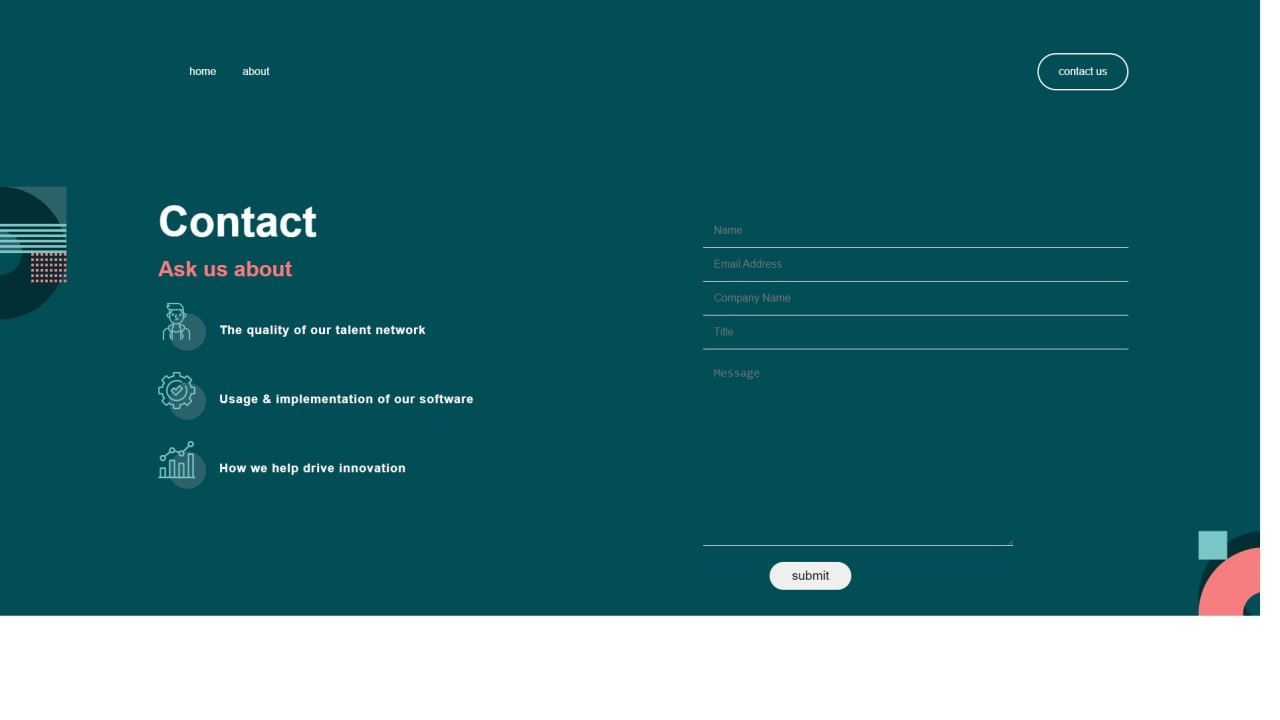 home about contact us
Contact
Ask us about
The quality of our talent network
Usage & implementation of our software
How we help drive innovation
Name
Email Address
Company Name
Title
Message
submit